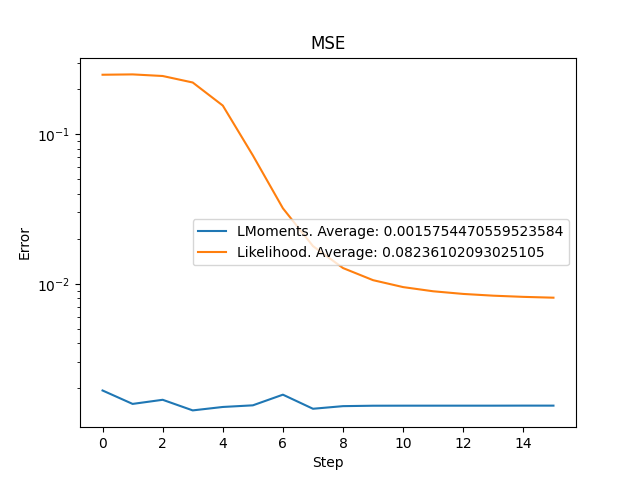 MSE
10⁻¹
10⁻²
Error
LMoments. Average: 0.0015754470559523584
Likelihood. Average: 0.08236102093025105
0 2 4 6 8 10 12 14
Step